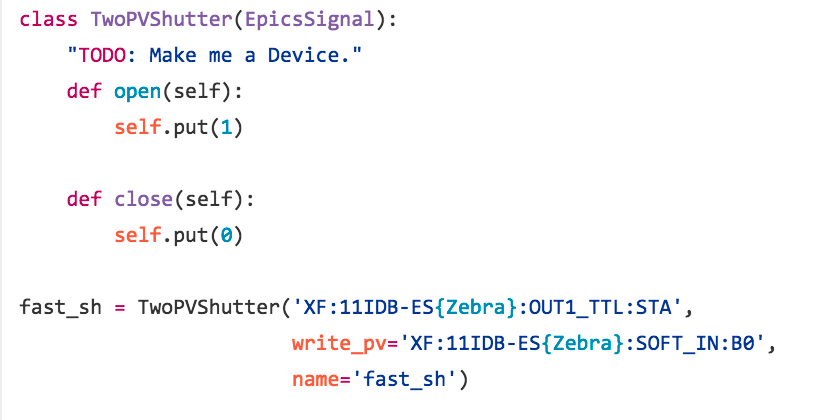 class TwoPVShutter(EpicsSignal):
    "TODO: Make me a Device."
    def open(self):
        self.put(1)

    def close(self):
        self.put(0)

fast_sh = TwoPVShutter('XF:11IDB-ES{Zebra}:OUT1_TTL:STA',
                       write_pv='XF:11IDB-ES{Zebra}:SOFT_IN:B0',
                       name='fast_sh')